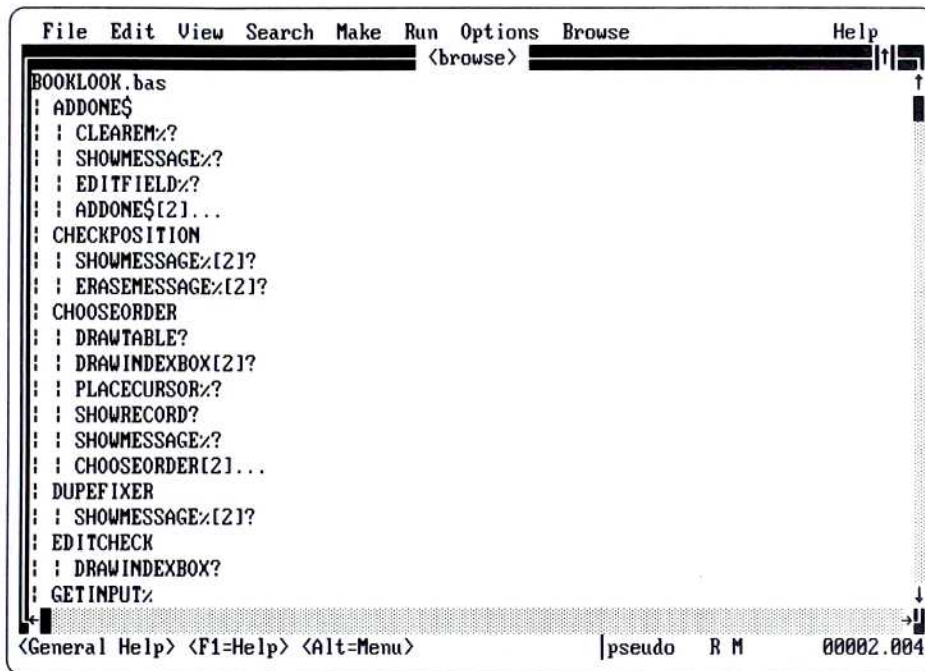 File Edit View Search Make Run Options Browse Help
<browse>
BOOKLOOK.bas
¦ ADDONE$
¦ ¦ CLEAREM%?
¦ ¦ SHOWMESSAGE%?
¦ ¦ EDITFIELD%?
¦ ¦ ADDONE$[2]...
¦ CHECKPOSITION
¦ ¦ SHOWMESSAGE%[2]?
¦ ¦ ERASEMESSAGE%[2]?
¦ CHOOSEORDER
¦ ¦ DRAWTABLE?
¦ ¦ DRAWINDEXBOX[2]?
¦ ¦ PLACECURSOR%?
¦ ¦ SHOWRECORD?
¦ ¦ SHOWMESSAGE%?
¦ ¦ CHOOSEORDER[2]...
¦ DUPEFIXER
¦ ¦ SHOWMESSAGE%[2]?
¦ EDITCHECK
¦ ¦ DRAWINDEXBOX?
¦ GETINPUT%
<General Help> <F1=Help> <Alt=Menu> pseudo R M 00002.004